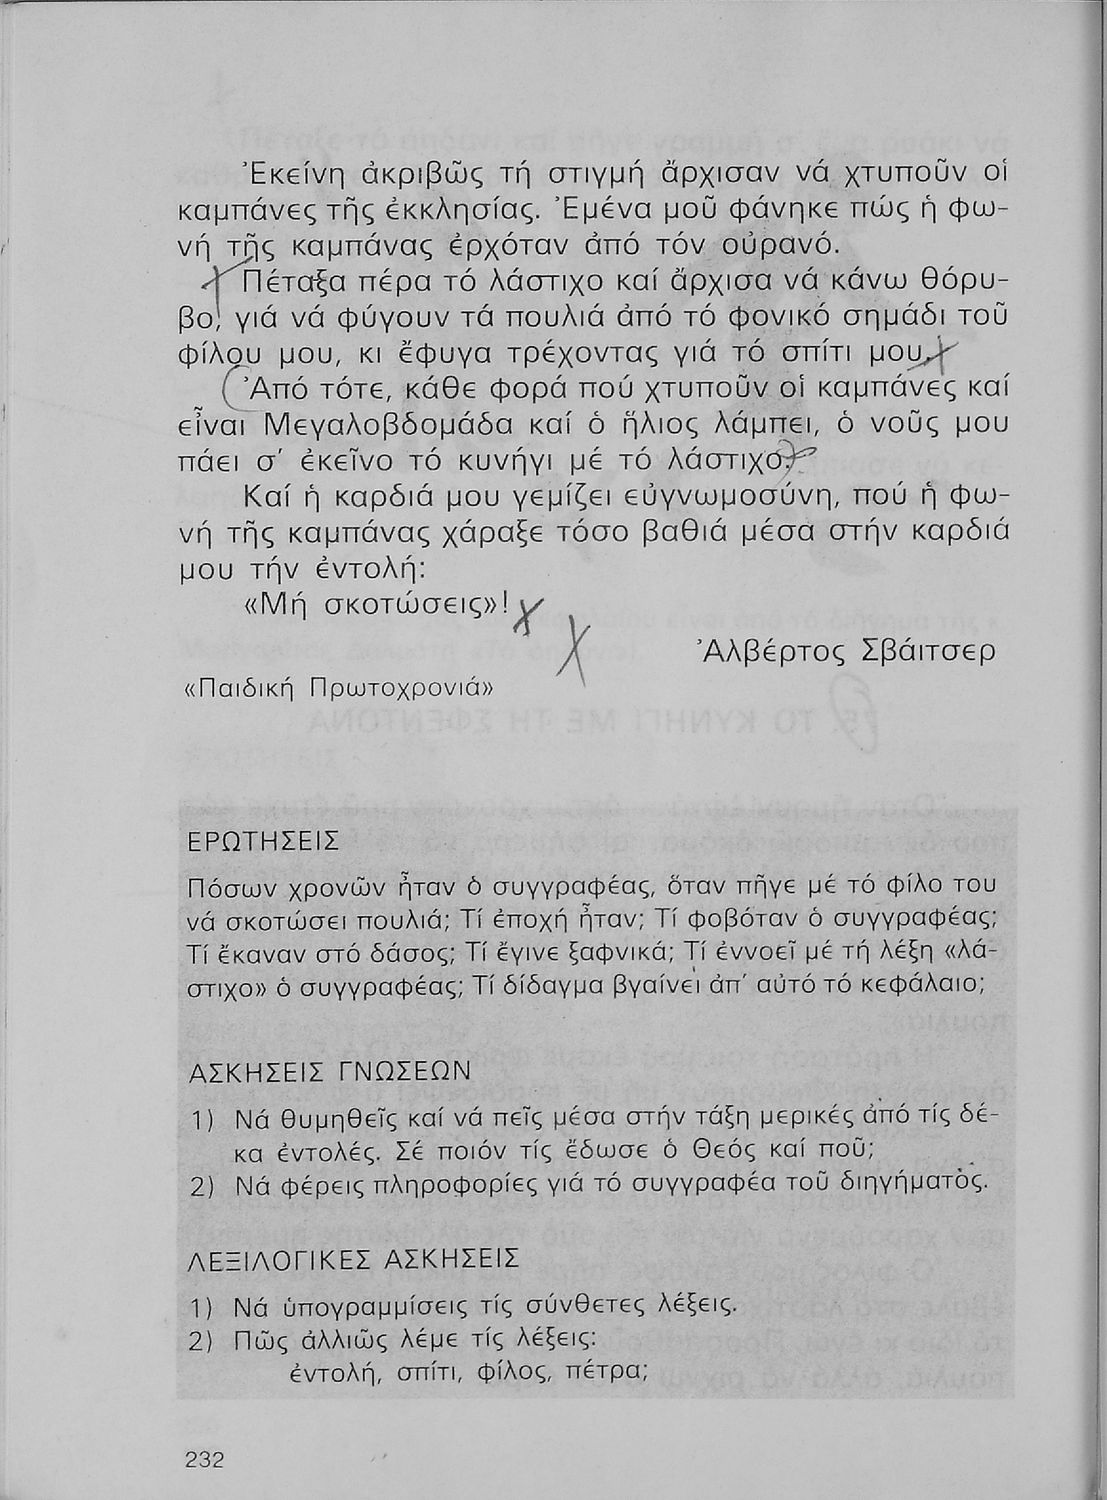 Ἐκείνη ἀκριβῶς τή στιγμή ἄρχισαν νά χτυποῦν οἱ
καμπάνες τῆς ἐκκλησίας. Ἐμένα μοῦ φάνηκε πώς ἡ φω-
νή τῆς καμπάνας ἐρχόταν ἀπό τόν οὐρανό.
Πέταξα πέρα τό λάστιχο καί ἄρχισα νά κάνω θόρυ-
βο, γιά νά φύγουν τά πουλιά ἀπό τό φονικό σημάδι τοῦ
φίλου μου, κι ἔφυγα τρέχοντας γιά τό σπίτι μου.
Ἀπό τότε, κάθε φορά πού χτυποῦν οἱ καμπάνες καί
εἶναι Μεγαλοβδομάδα καί ὁ ἥλιος λάμπει, ὁ νοῦς μου
πάει σ' ἐκεῖνο τό κυνήγι μέ τό λάστιχο.
Καί ἡ καρδιά μου γεμίζει εὐγνωμοσύνη, πού ἡ φω-
νή τῆς καμπάνας χάραξε τόσο βαθιά μέσα στήν καρδιά
μου τήν ἐντολή:
«Μή σκοτώσεις»!
Ἀλβέρτος Σβάιτσερ
«Παιδική Πρωτοχρονιά»
ΕΡΩΤΗΣΕΙΣ
Πόσων χρονῶν ἦταν ὁ συγγραφέας, ὅταν πῆγε μέ τό φίλο του
νά σκοτώσει πουλιά; Τί ἐποχή ἦταν; Τί φοβόταν ὁ συγγραφέας;
Τί ἔκαναν στό δάσος; Τί ἔγινε ξαφνικά; Τί ἐννοεῖ μέ τή λέξη «λά-
στιχο» ὁ συγγραφέας; Τί δίδαγμα βγαίνει ἀπ' αὐτό τό κεφάλαιο;
ΑΣΚΗΣΕΙΣ ΓΝΩΣΕΩΝ
1) Νά θυμηθεῖς καί νά πεῖς μέσα στήν τάξη μερικές ἀπό τίς δέ-
κα ἐντολές. Σέ ποιόν τίς ἔδωσε ὁ Θεός καί ποῦ;
2) Νά φέρεις πληροφορίες γιά τό συγγραφέα τοῦ διηγήματος.
ΛΕΞΙΛΟΓΙΚΕΣ ΑΣΚΗΣΕΙΣ
1) Νά ὑπογραμμίσεις τίς σύνθετες λέξεις.
2) Πῶς ἀλλιῶς λέμε τίς λέξεις:
ἐντολή, σπίτι, φίλος, πέτρα;
232